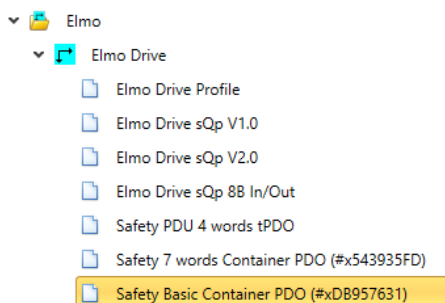 Elmo
Elmo Drive
Elmo Drive Profile
Elmo Drive sQp V1.0
Elmo Drive sQp V2.0
Elmo Drive sQp 8B In/Out
Safety PDU 4 words tPDO
Safety 7 words Container PDO (#x543935FD)
Safety Basic Container PDO (#xDB957631)